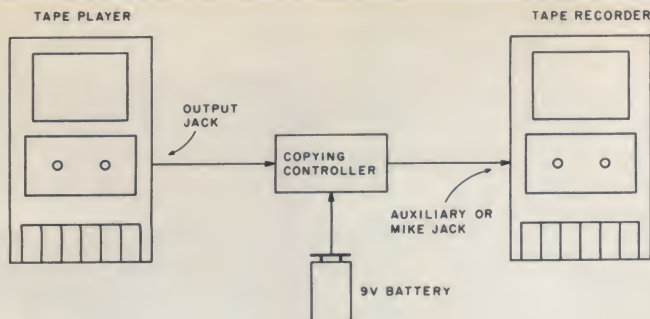 TAPE PLAYER
TAPE RECORDER
OUTPUT
JACK
COPYING
CONTROLLER
AUXILIARY OR
MIKE JACK
9V BATTERY